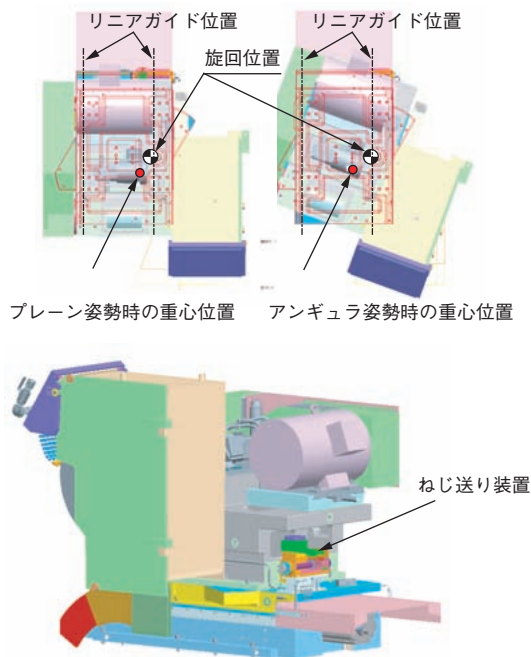 リニアガイド位置
リニアガイド位置
旋回位置
プレーン姿勢時の重心位置
アンギュラ姿勢時の重心位置
ねじ送り装置